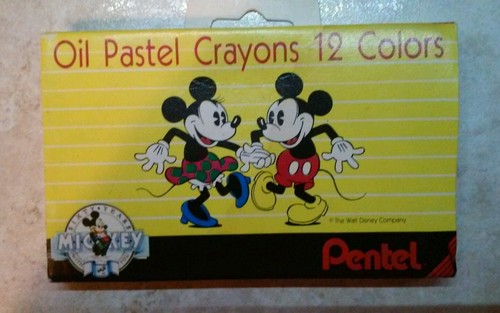 Oil Pastel Crayons 12 Colors
© The Walt Disney Company
MICKEY
Pentel